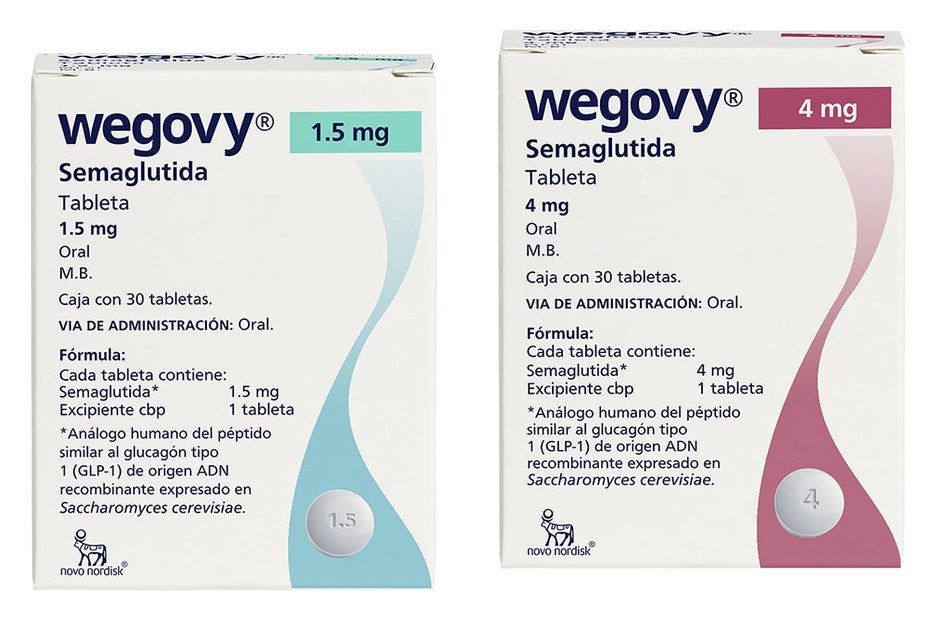 wegovy®
1.5 mg
Semaglutida
Tableta
1.5 mg
Oral
M.B.
Caja con 30 tabletas.
VIA DE ADMINISTRACIÓN: Oral.
Fórmula:
Cada tableta contiene:
Semaglutida* 1.5 mg
Excipiente cbp 1 tableta
*Análogo humano del péptido
similar al glucagón tipo
1 (GLP-1) de origen ADN
recombinante expresado en
Saccharomyces cerevisiae.
1.5
novo nordisk®
wegovy®
4 mg
Semaglutida
Tableta
4 mg
Oral
M.B.
Caja con 30 tabletas.
VIA DE ADMINISTRACIÓN: Oral.
Fórmula:
Cada tableta contiene:
Semaglutida* 4 mg
Excipiente cbp 1 tableta
*Análogo humano del péptido
similar al glucagón tipo
1 (GLP-1) de origen ADN
recombinante expresado en
Saccharomyces cerevisiae.
4
novo nordisk®